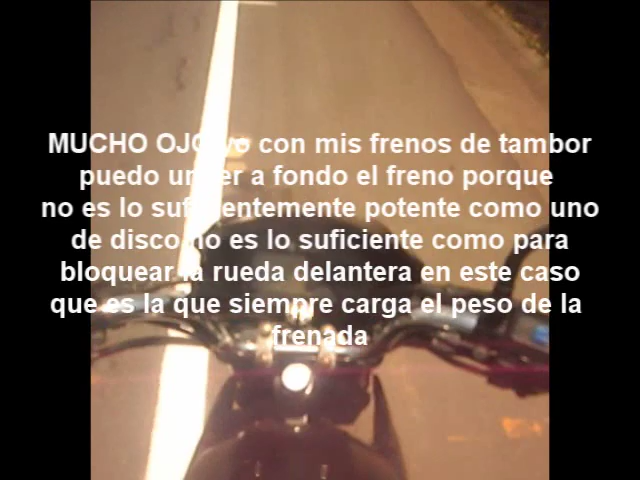 MUCHO OJO yo con mis frenos de tambor
puedo a fondo el freno porque
no es lo suficientemente potente como uno
de disco no es lo suficiente como para
bloquear la rueda delantera en este caso
que es la que siempre carga el peso de la
frenada